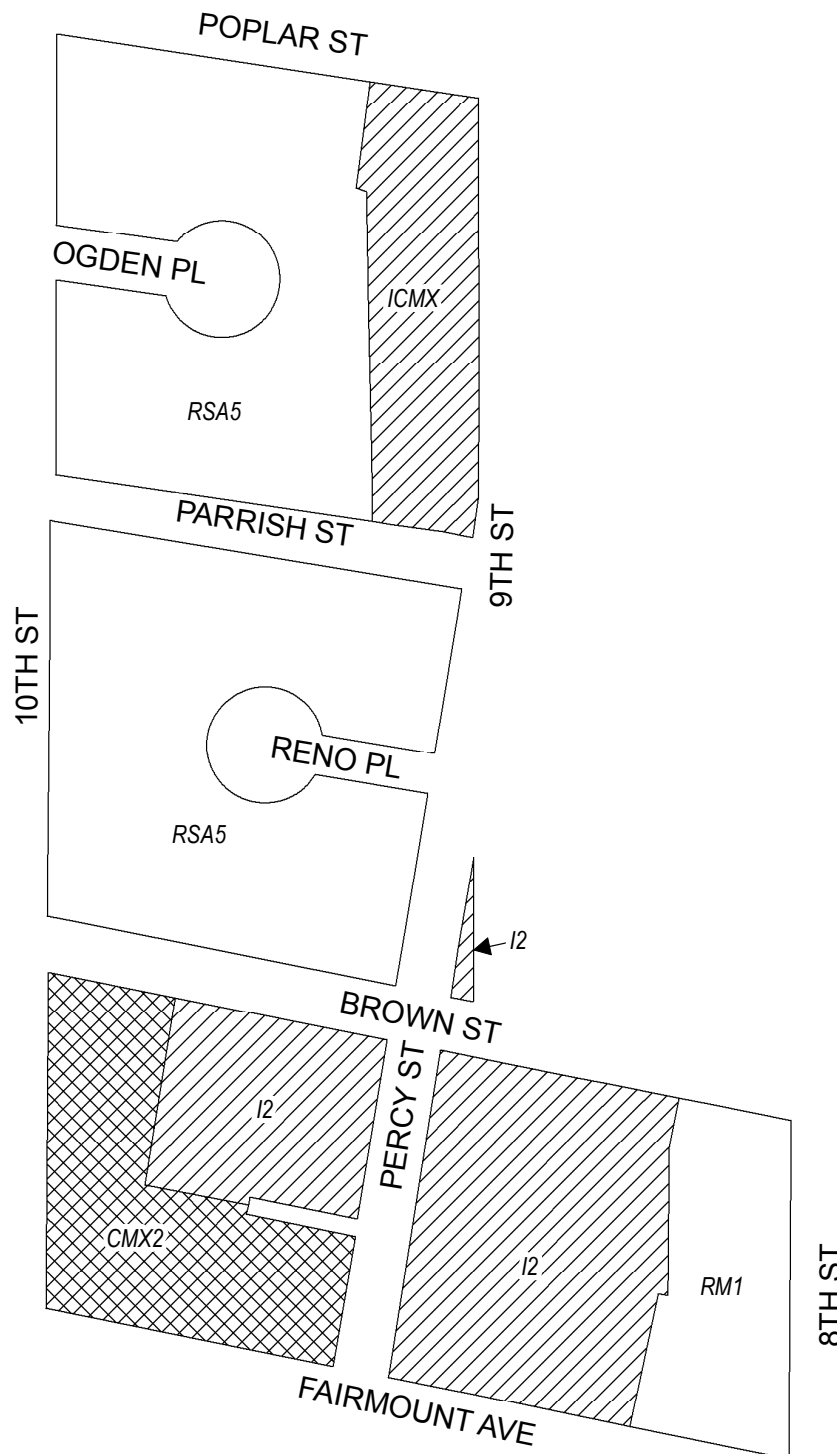 POPLAR ST
OGDEN PL
ICMX
RSA5
PARRISH ST
9TH ST
10TH ST
RENO PL
RSA5
I2
BROWN ST
PERCY ST
I2
CMX2
I2
RM1
8TH ST
FAIRMOUNT AVE